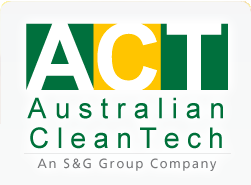 ACT
Australian
CleanTech
An S&G Group Company